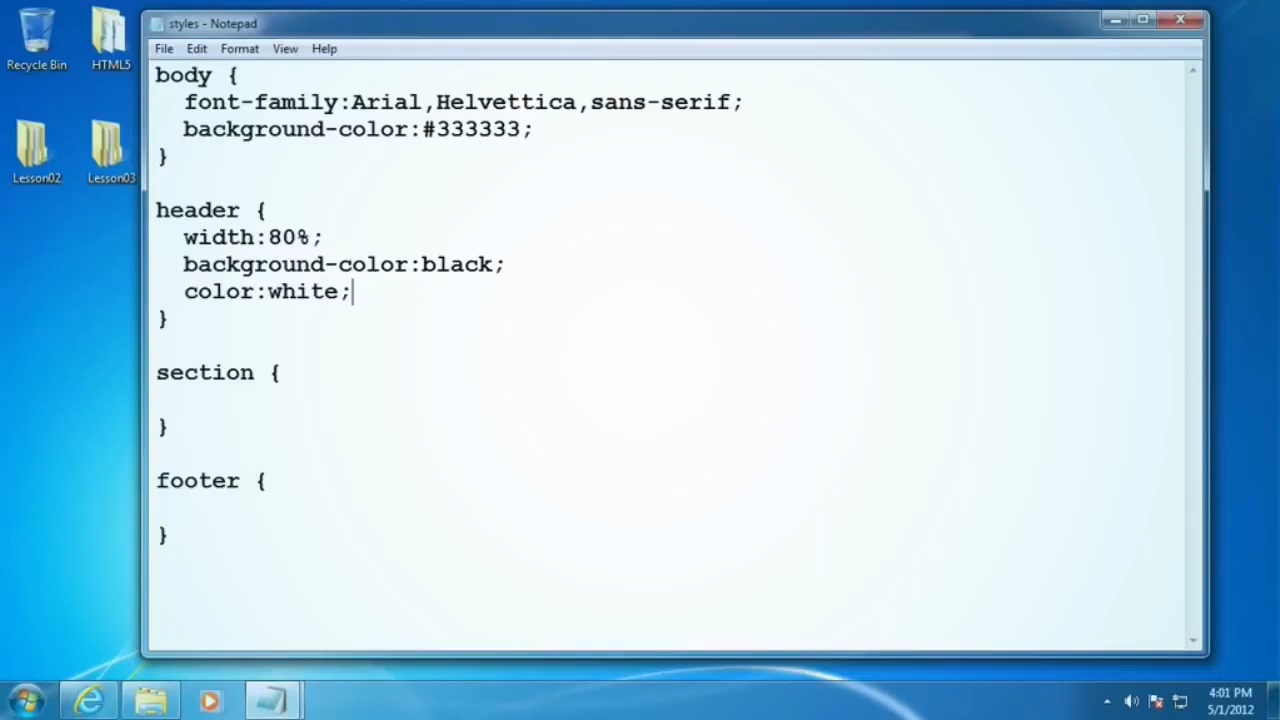 styles - Notepad
File Edit Format View Help
body {
  font-family:Arial,Helvettica,sans-serif;
  background-color:#333333;
}
header {
  width:80%;
  background-color:black;
  color:white;
}
section {
}
footer {
}
Recycle Bin
HTML5
Lesson02
Lesson03
4:01 PM
5/1/2012